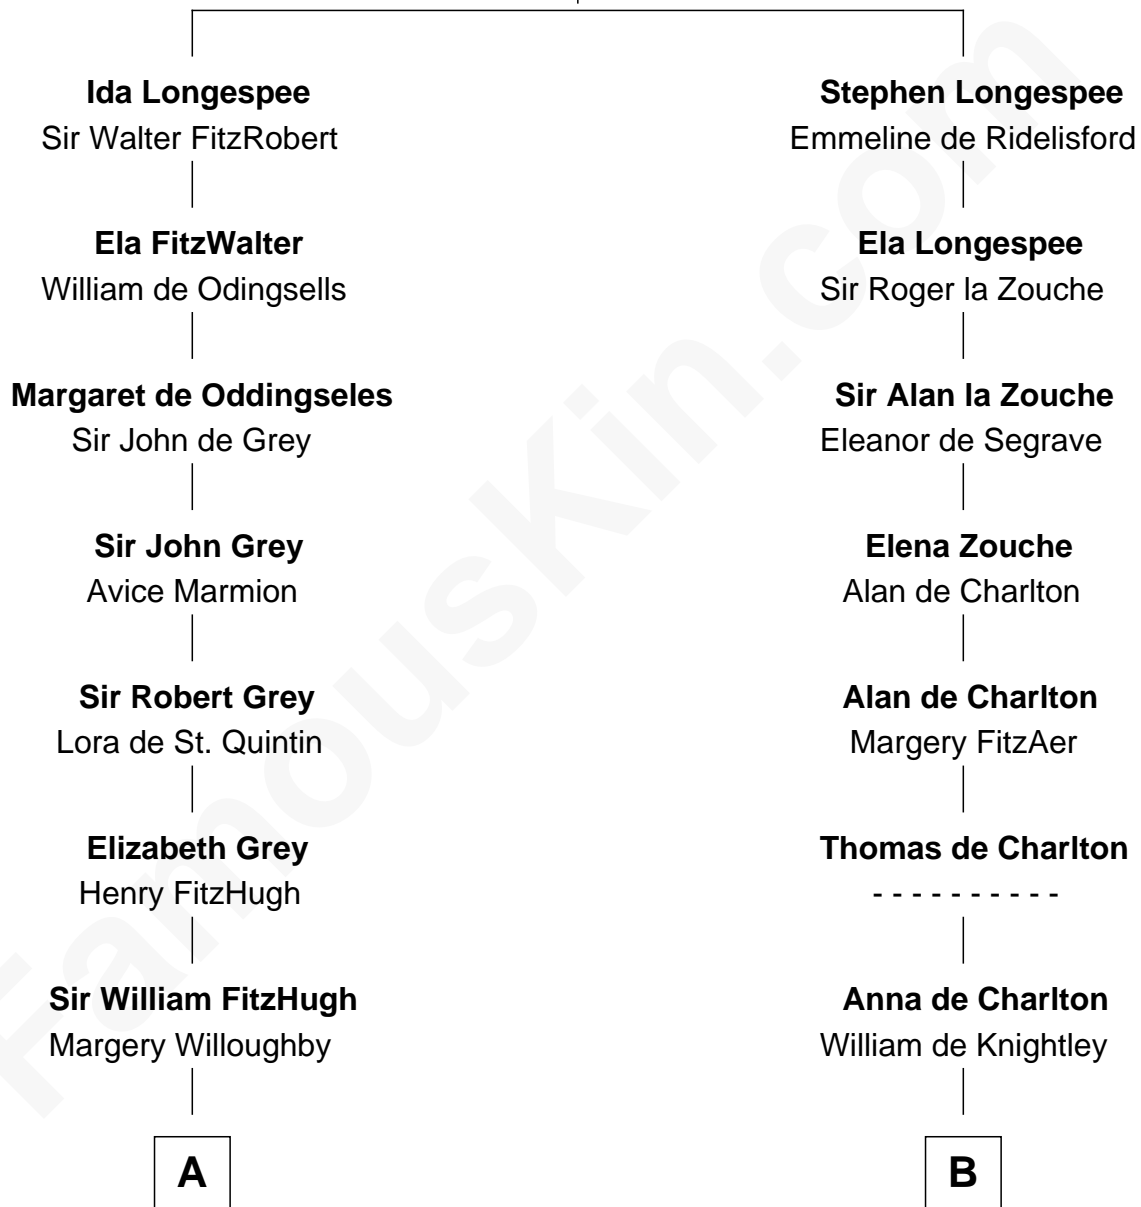 Ida Longespee
Sir Walter FitzRobert
Ela FitzWalter
William de Odingsells
Margaret de Oddingseles
Sir John de Grey
Sir John Grey
Avice Marmion
Sir Robert Grey
Lora de St. Quintin
Elizabeth Grey
Henry FitzHugh
Sir William FitzHugh
Margery Willoughby
A
Stephen Longespee
Emmeline de Ridelisford
Ela Longespee
Sir Roger la Zouche
Sir Alan la Zouche
Eleanor de Segrave
Elena Zouche
Alan de Charlton
Alan de Charlton
Margery FitzAer
Thomas de Charlton
- - - - - - - - - -
Anna de Charlton
William de Knightley
B
FamousKin.com